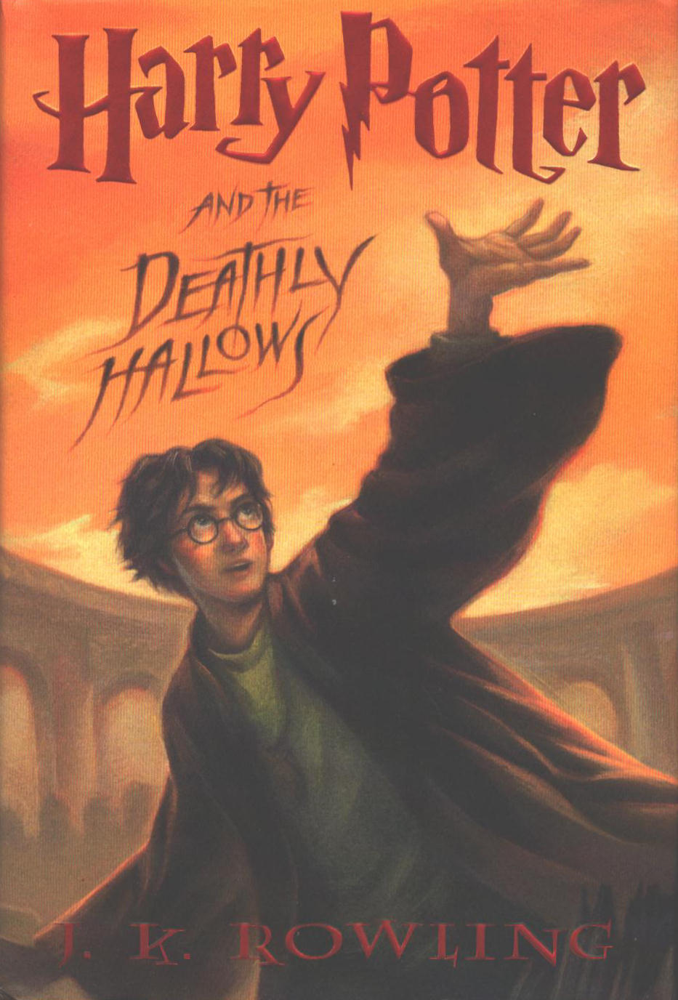 Harry Potter
AND THE
DEATHLY
HALLOWS
J. K. ROWLING